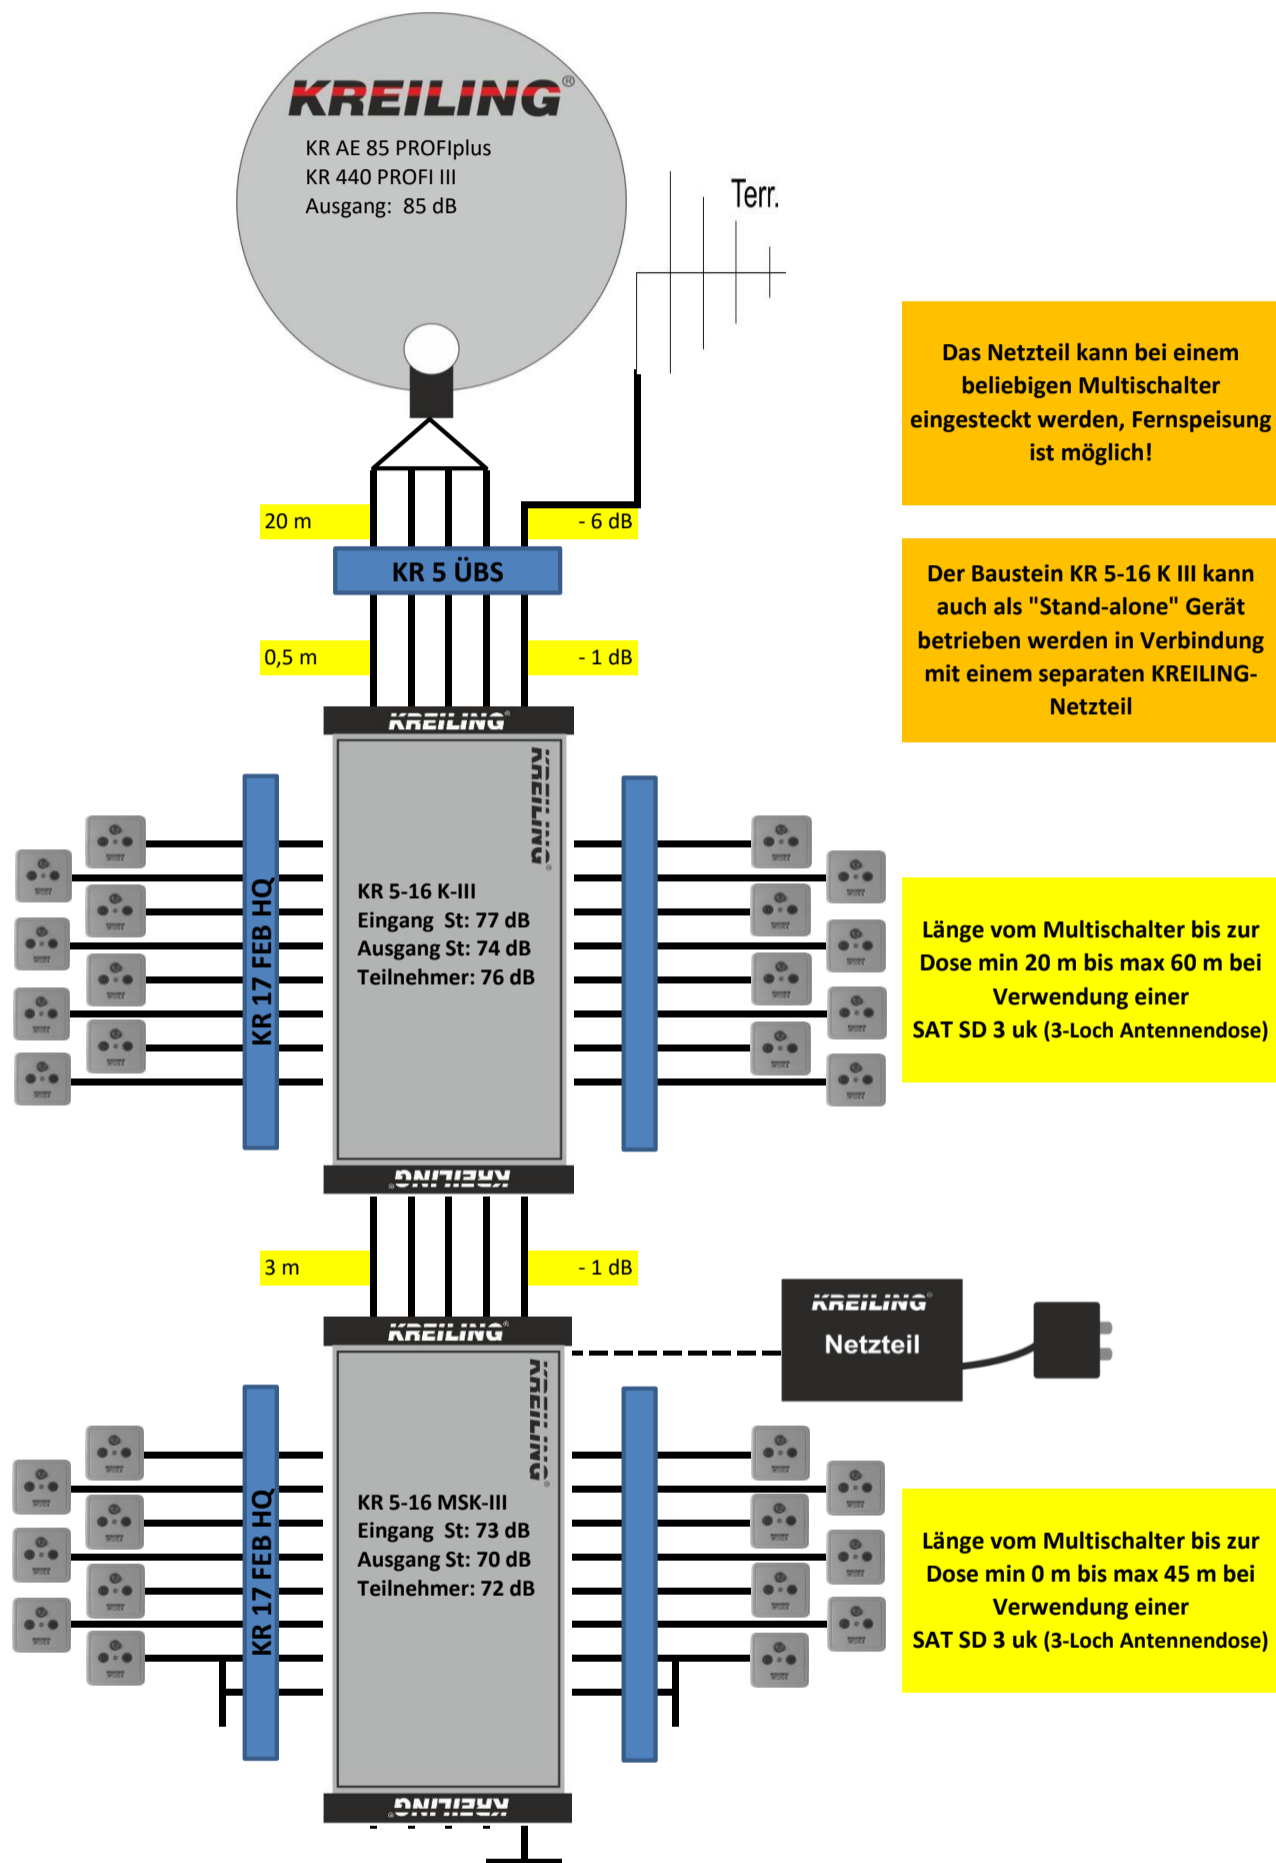 KREILING®
KR AE 85 PROFIplus
KR 440 PROFI III
Ausgang: 85 dB
Terr.
Das Netzteil kann bei einem
beliebigen Multischalter
eingesteckt werden, Fernspeisung
ist möglich!
20 m
- 6 dB
KR 5 ÜBS
Der Baustein KR 5-16 K III kann
auch als "Stand-alone" Gerät
betrieben werden in Verbindung
mit einem separaten KREILING-
Netzteil
0,5 m
- 1 dB
KREILING®
KREILING®
KR 17 FEB HQ
KR 5-16 K-III
Eingang St: 77 dB
Ausgang St: 74 dB
Teilnehmer: 76 dB
Länge vom Multischalter bis zur
Dose min 20 m bis max 60 m bei
Verwendung einer
SAT SD 3 uk (3-Loch Antennendose)
KREILING®
3 m
- 1 dB
KREILING®
Netzteil
KREILING®
KREILING®
KR 17 FEB HQ
KR 5-16 MSK-III
Eingang St: 73 dB
Ausgang St: 70 dB
Teilnehmer: 72 dB
Länge vom Multischalter bis zur
Dose min 0 m bis max 45 m bei
Verwendung einer
SAT SD 3 uk (3-Loch Antennendose)
KREILING®